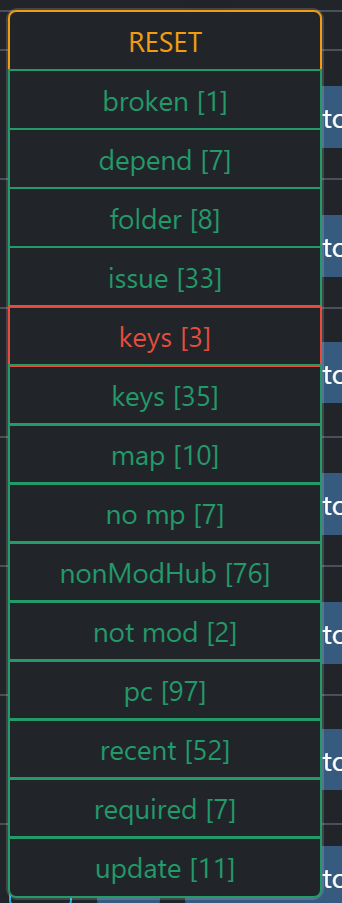 RESET
broken [1]
to
depend [7]
folder [8]
to
issue [33]
keys [3]
to
keys [35]
map [10]
no mp [7]
to
nonModHub [76]
not mod [2]
to
pc [97]
recent [52]
to
required [7]
update [11]
to